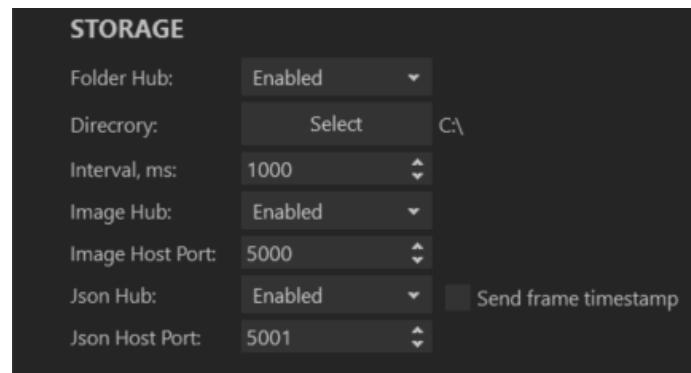 STORAGE
Folder Hub: Enabled
Direcrory: Select C:\
Interval, ms: 1000
Image Hub: Enabled
Image Host Port: 5000
Json Hub: Enabled Send frame timestamp
Json Host Port: 5001